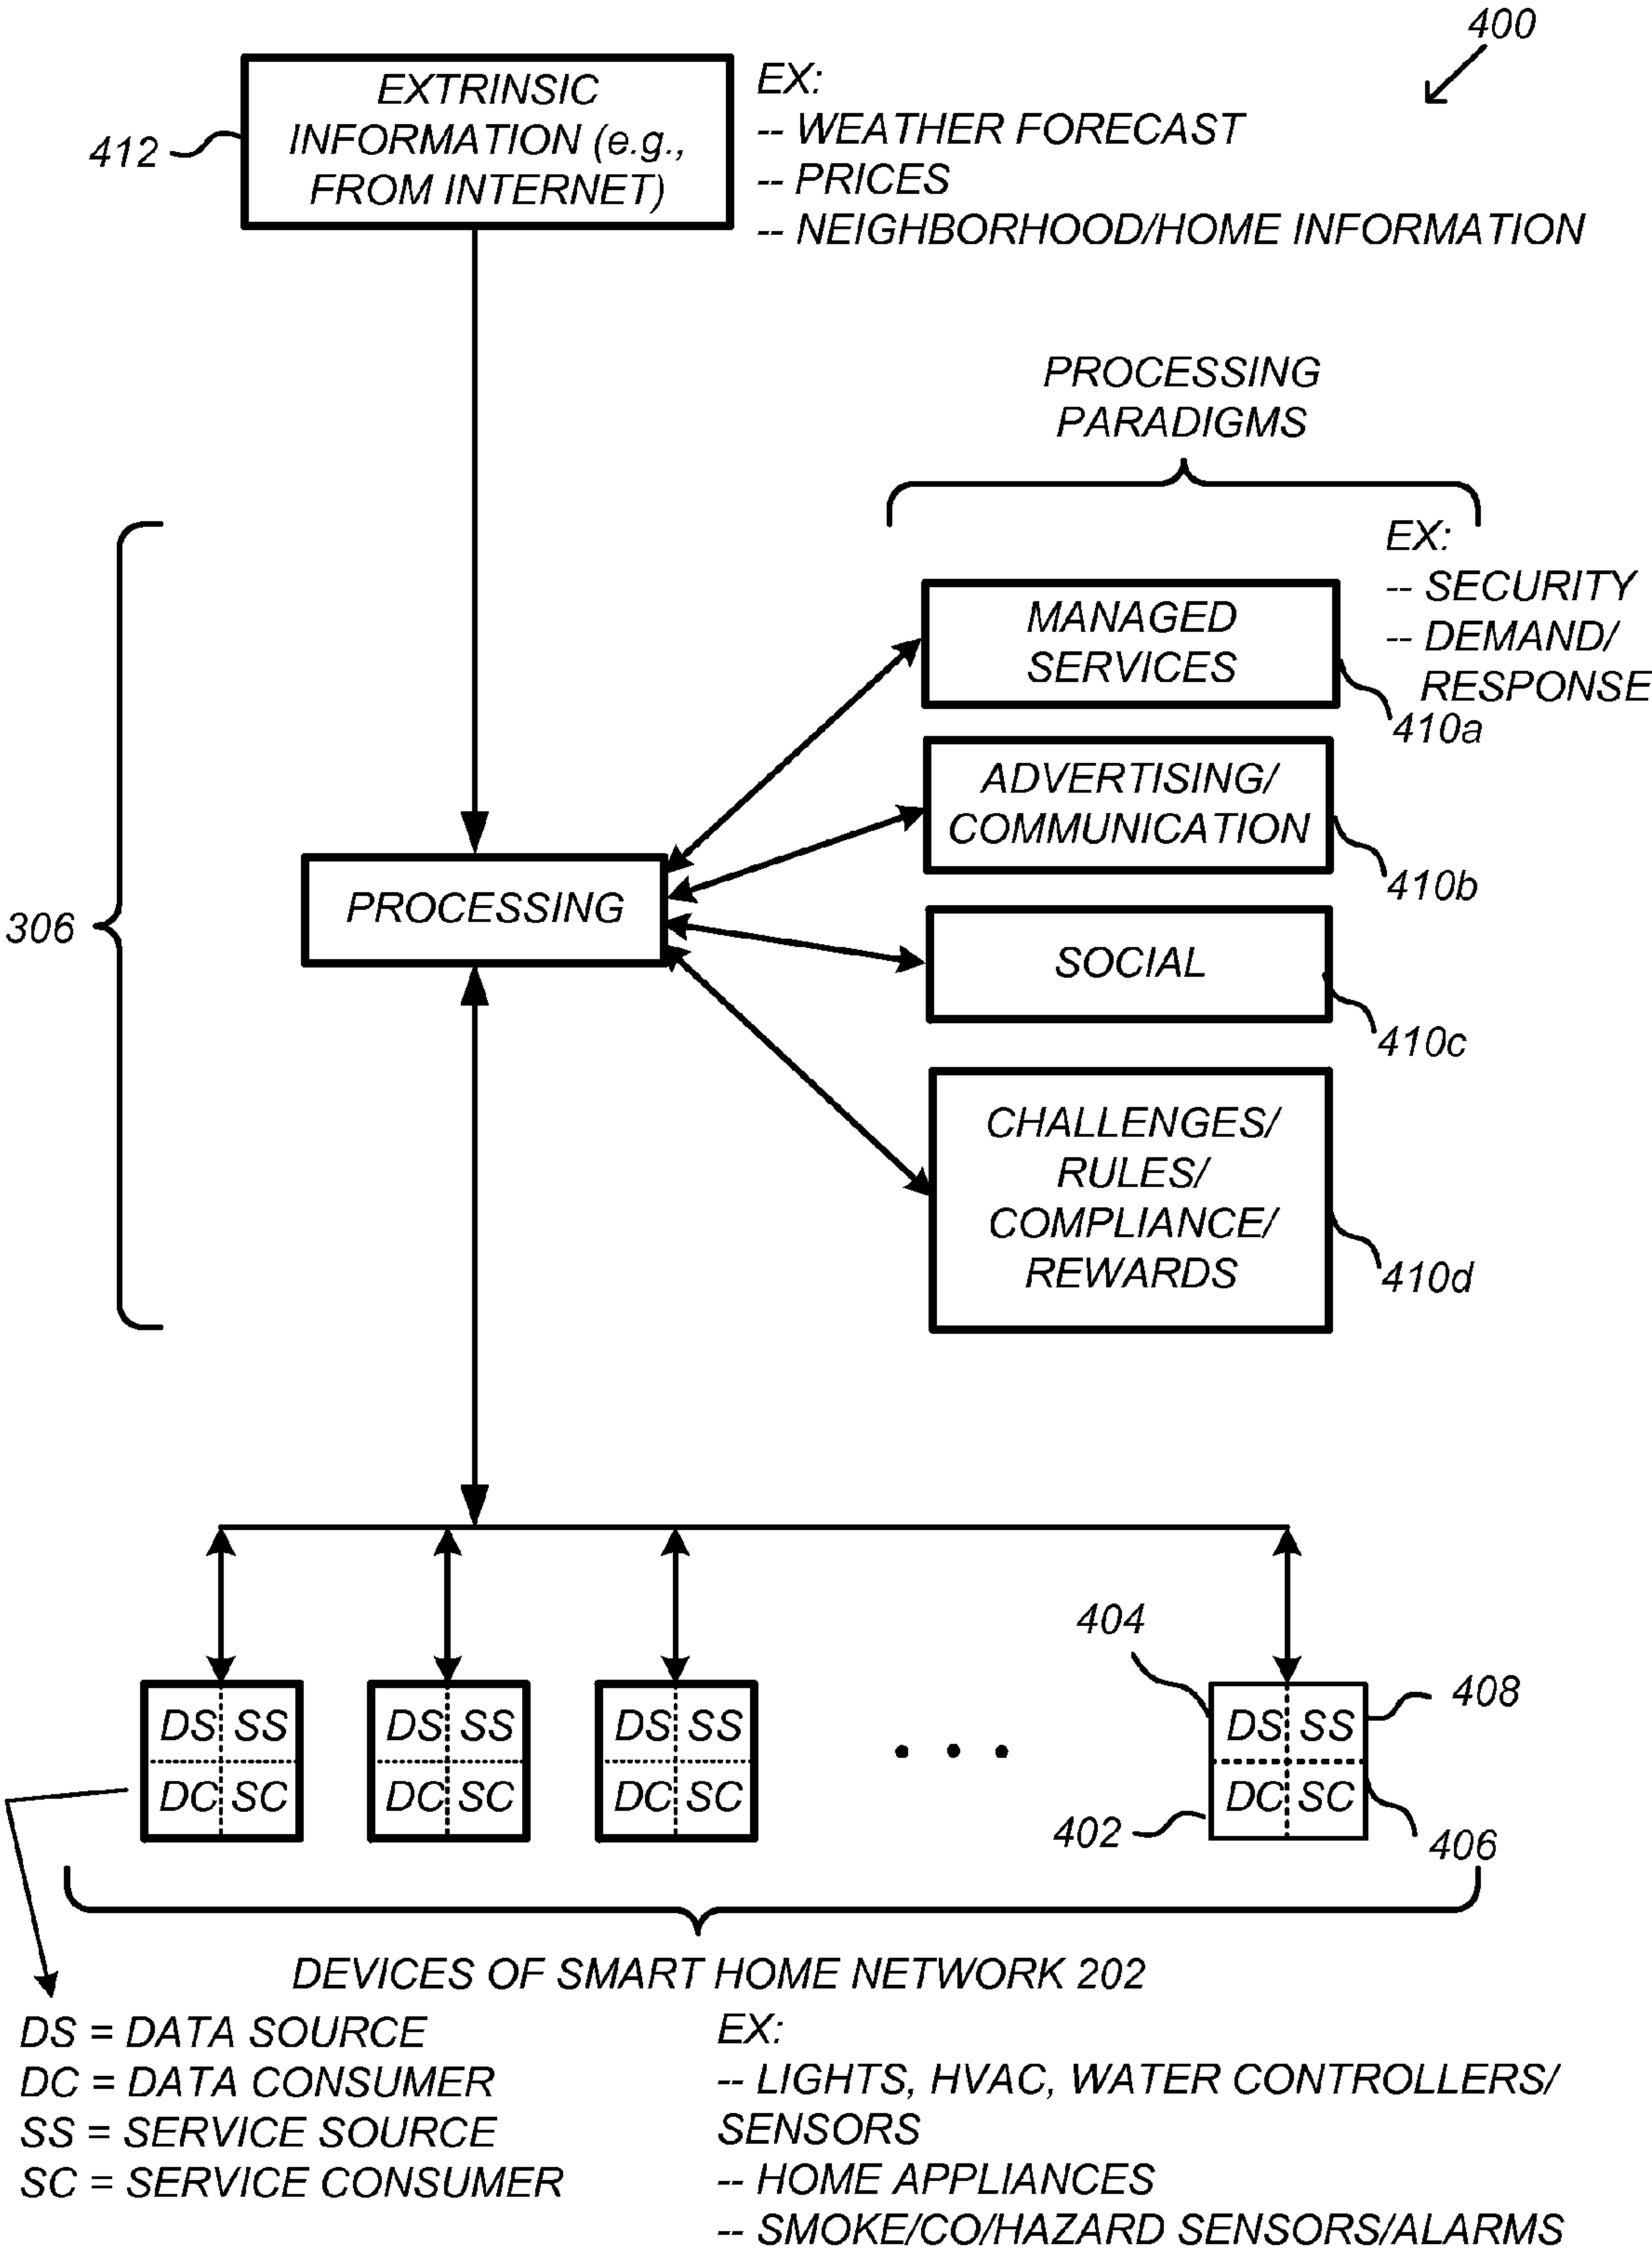 400
EXTRINSIC
INFORMATION (e.g.,
FROM INTERNET)
412
EX:
-- WEATHER FORECAST
-- PRICES
-- NEIGHBORHOOD/HOME INFORMATION
PROCESSING
PARADIGMS
EX:
-- SECURITY
-- DEMAND/
RESPONSE
MANAGED
SERVICES
410a
ADVERTISING/
COMMUNICATION
410b
PROCESSING
306
SOCIAL
410c
CHALLENGES/
RULES/
COMPLIANCE/
REWARDS
410d
404
408
DS SS
DC SC
DS SS
DC SC
DS SS
DC SC
• • •
DS SS
DC SC
402
406
DEVICES OF SMART HOME NETWORK 202
DS = DATA SOURCE
DC = DATA CONSUMER
SS = SERVICE SOURCE
SC = SERVICE CONSUMER
EX:
-- LIGHTS, HVAC, WATER CONTROLLERS/
SENSORS
-- HOME APPLIANCES
-- SMOKE/CO/HAZARD SENSORS/ALARMS